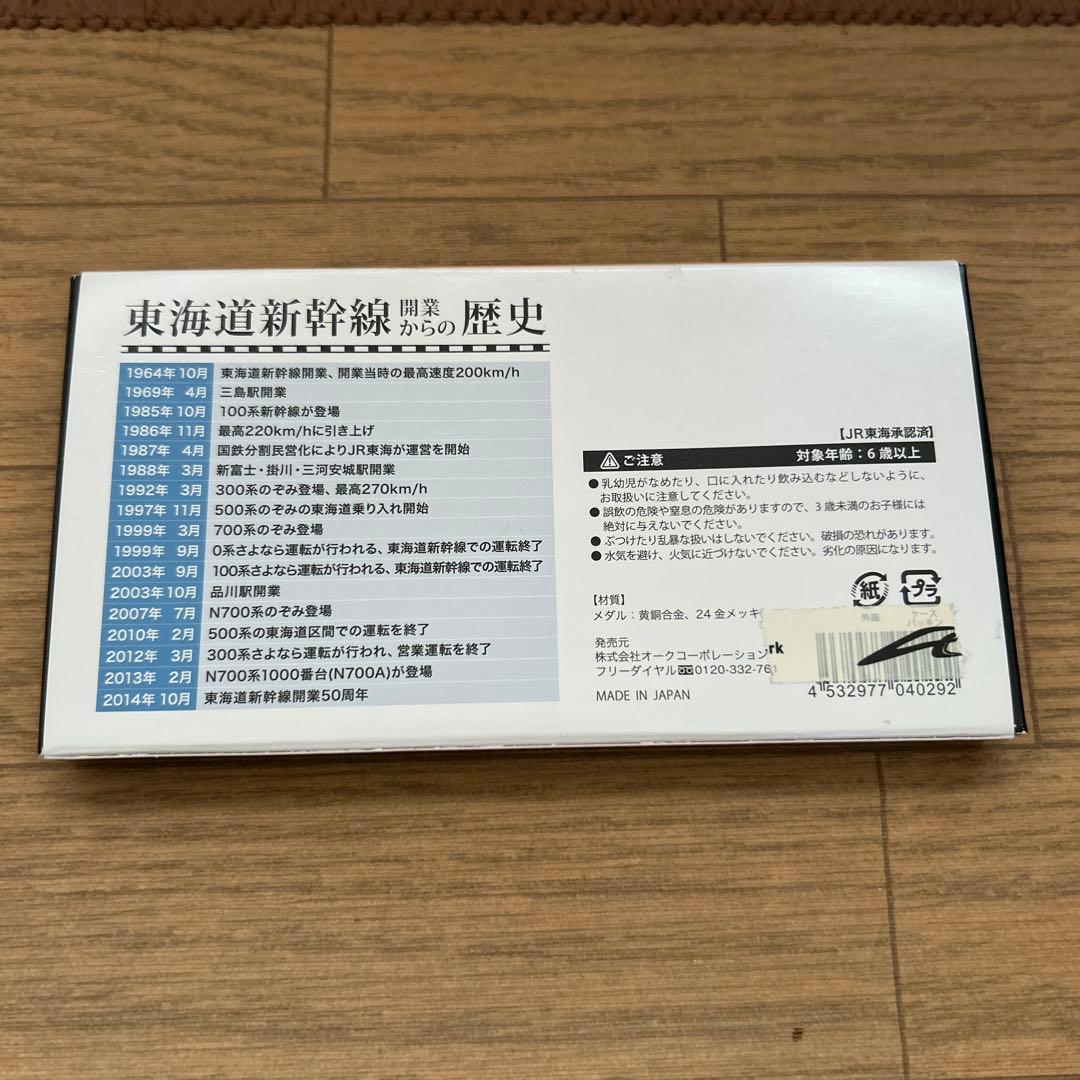 東海道新幹線開業からの歴史
1964年10月 東海道新幹線開業、開業当時の最高速度200km/h
1969年 4月 三島駅開業
1985年10月 100系新幹線が登場
1986年11月 最高220km/hに引き上げ
1987年 4月 国鉄分割民営化によりJR東海が運営を開始
1988年 3月 新富士・掛川・三河安城駅開業
1992年 3月 300系のぞみ登場、最高270km/h
1997年11月 500系のぞみの東海道乗り入れ開始
1999年 3月 700系のぞみ登場
1999年 9月 0系さよなら運転が行われる、東海道新幹線での運転終了
2003年 9月 100系さよなら運転が行われる、東海道新幹線での運転終了
2003年10月 品川駅開業
2007年 7月 N700系のぞみ登場
2010年 2月 500系の東海道区間での運転を終了
2012年 3月 300系さよなら運転が行われ、営業運転を終了
2013年 2月 N700系1000番台(N700A)が登場
2014年10月 東海道新幹線開業50周年
【JR東海承認済】
ご注意 対象年齢：6歳以上
●乳幼児がなめたり、口に入れたり飲み込むなどしないように、
お取扱いに注意してください。
●誤飲の危険や窒息の危険がありますので、3歳未満のお子様には
絶対に与えないでください。
●ぶつけたり乱暴な扱いはしないでください。破損の恐れがあります。
●水気を避け、火気に近づけないでください。劣化の原因になります。
紙 プラ
外箱 ケース
パッキン
【材質】
メダル：黄銅合金、24金メッキ
発売元
株式会社オークコーポレーション
フリーダイヤル 0120-332-761
rk
MADE IN JAPAN
4 532977 040292